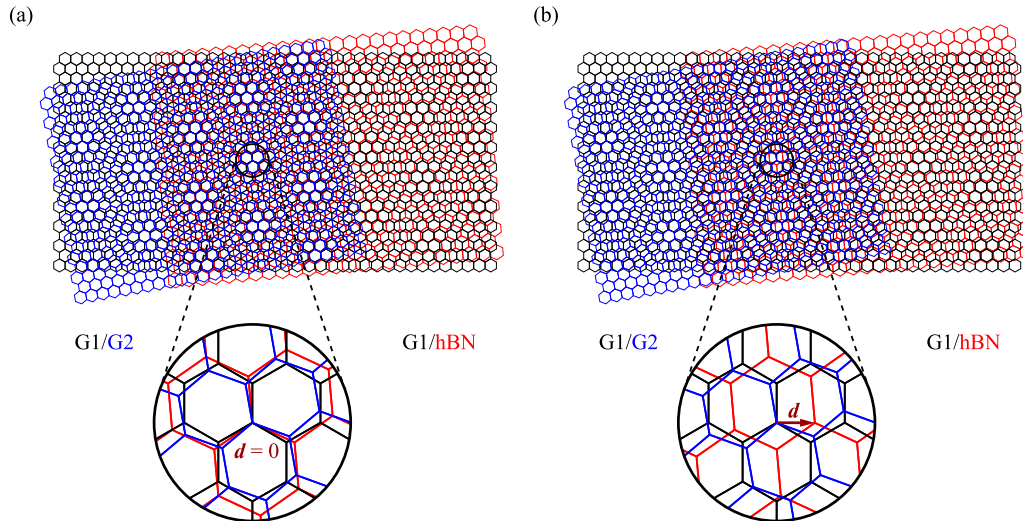 (a)
(b)
G1/G2
G1/hBN
G1/G2
G1/hBN
d = 0
d